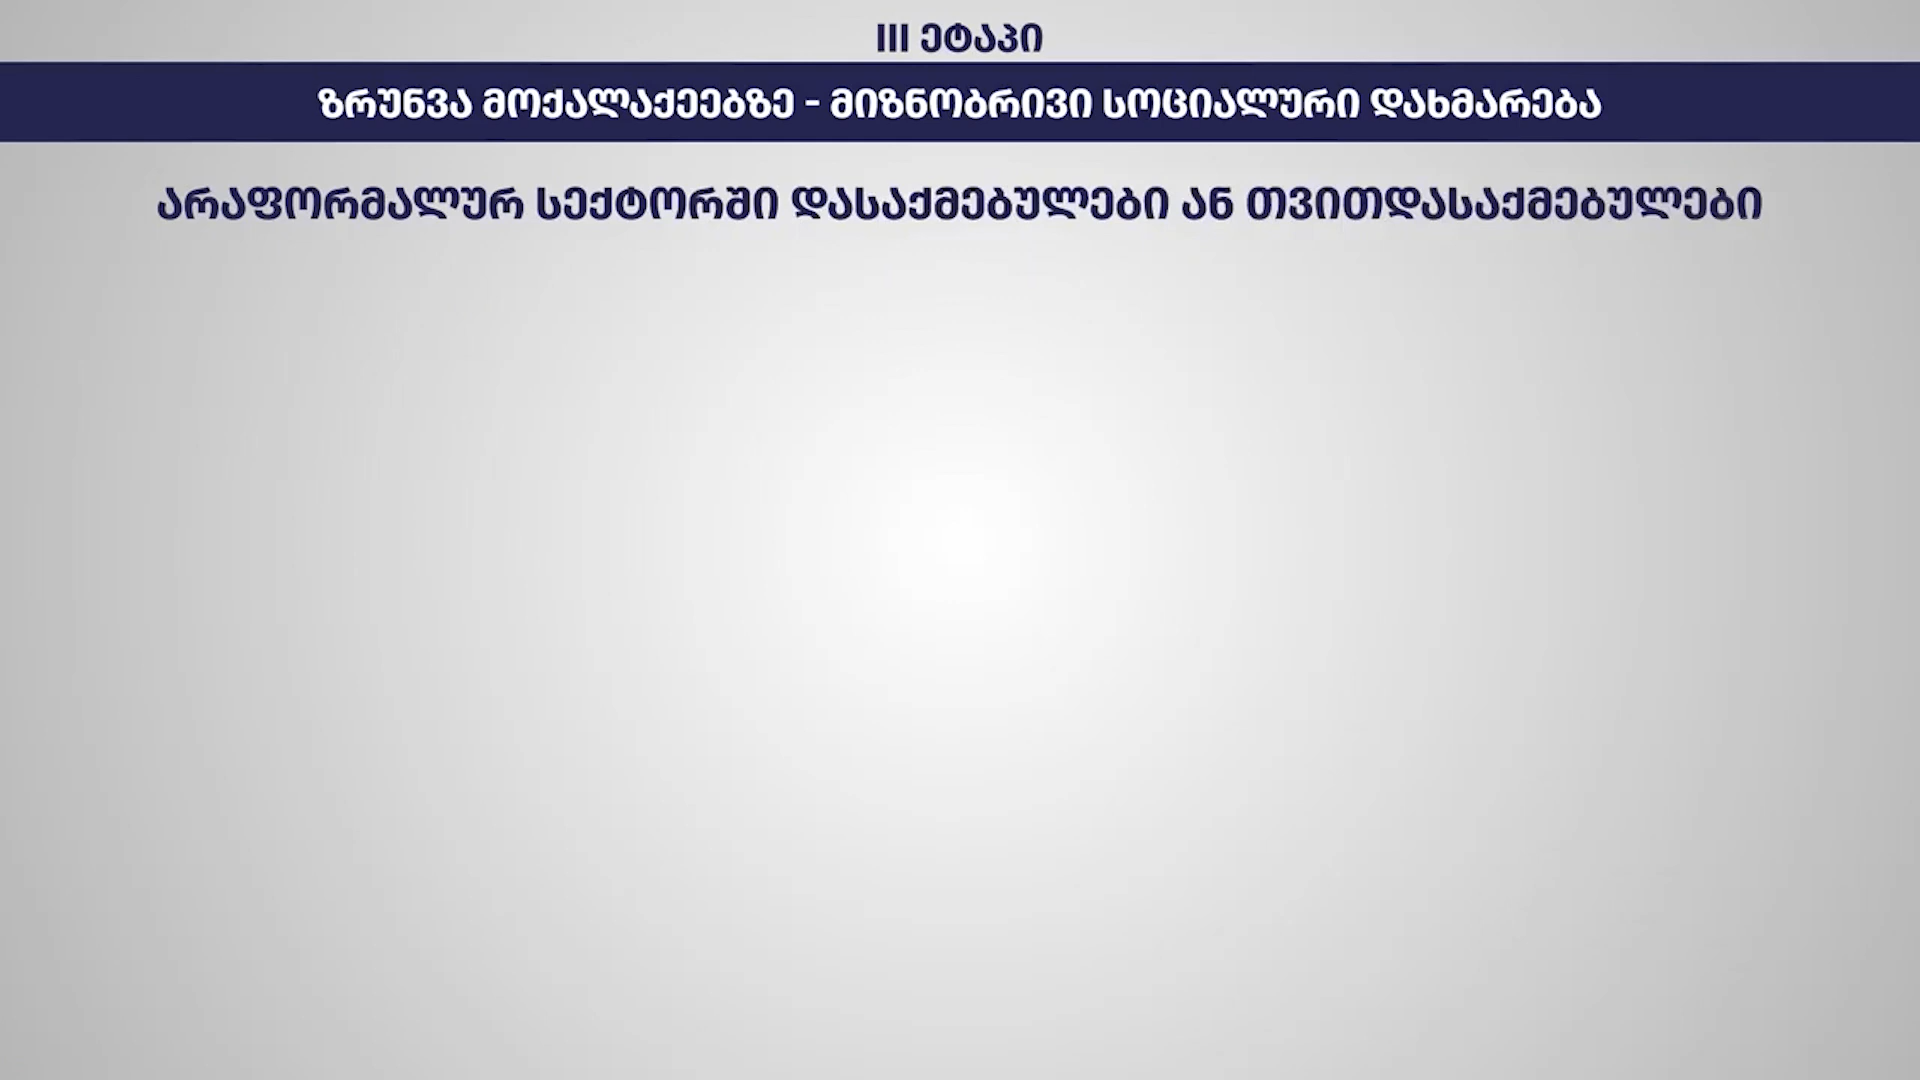 III ეტაპი
ზრუნვა მოქალაქეებზე - მიზნობრივი სოციალური დახმარება
არაფორმალურ სექტორში დასაქმებულები ან თვითდასაქმებულები